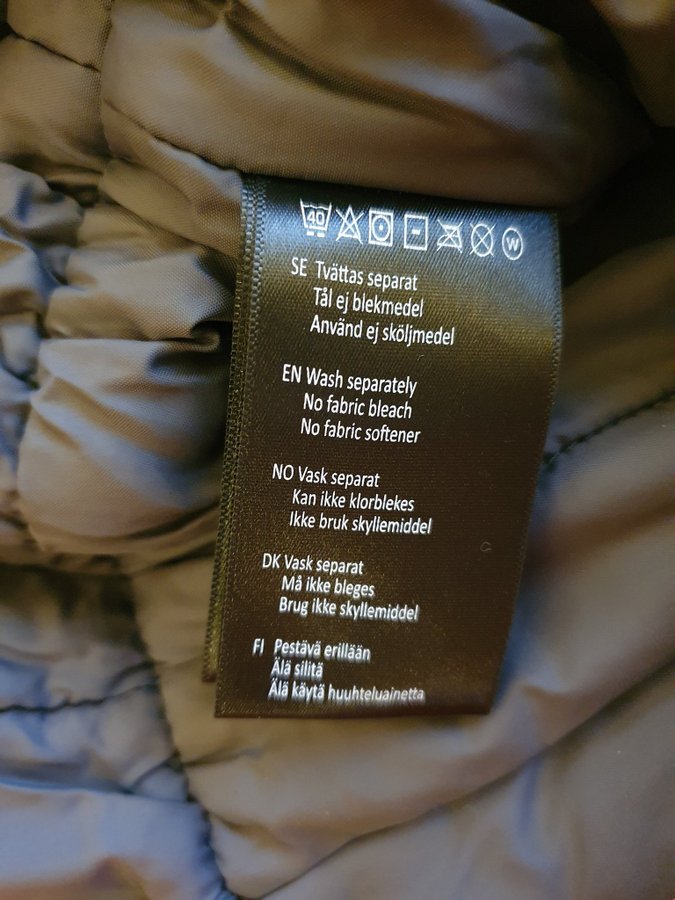 40 W
SE Tvättas separat
Tål ej blekmedel
Använd ej sköljmedel
EN Wash separately
No fabric bleach
No fabric softener
NO Vask separat
Kan ikke klorblekes
Ikke bruk skyllemiddel
DK Vask separat
Må ikke bleges
Brug ikke skyllemiddel
FI Pestävä erillään
Älä silitä
Älä käytä huuhteluainetta